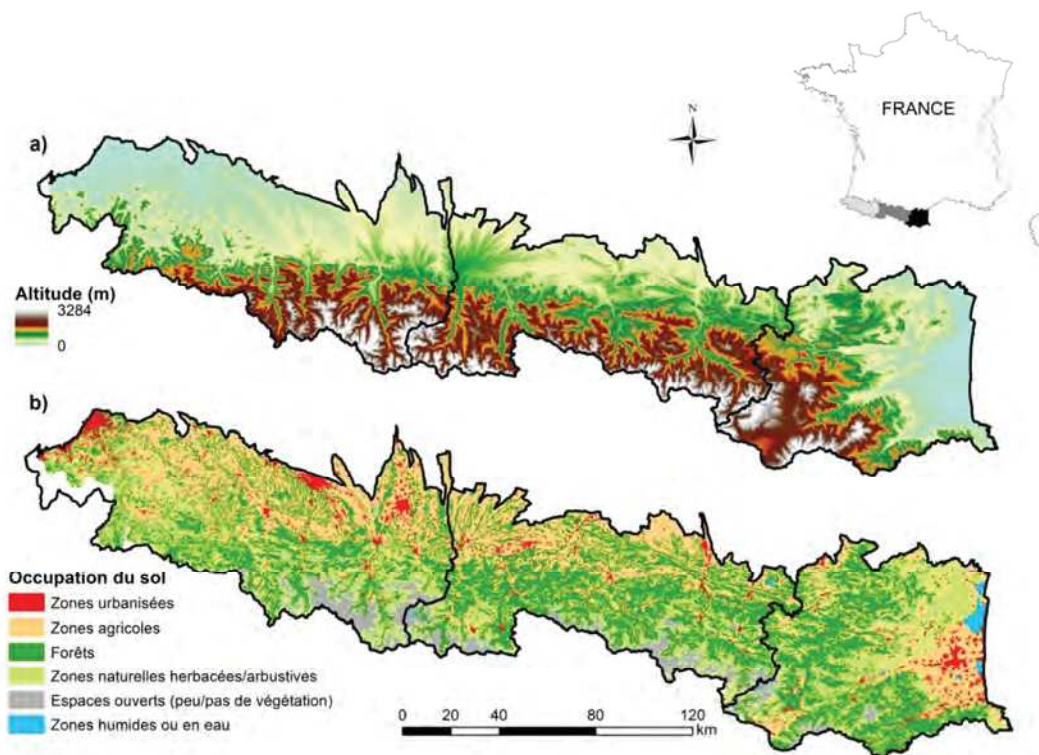 FRANCE
N
a)
Altitude (m)
3284
0
b)
Occupation du sol
Zones urbanisées
Zones agricoles
Forêts
Zones naturelles herbacées/arbustives
Espaces ouverts (peu/pas de végétation)
Zones humides ou en eau
0 20 40 80 120
km